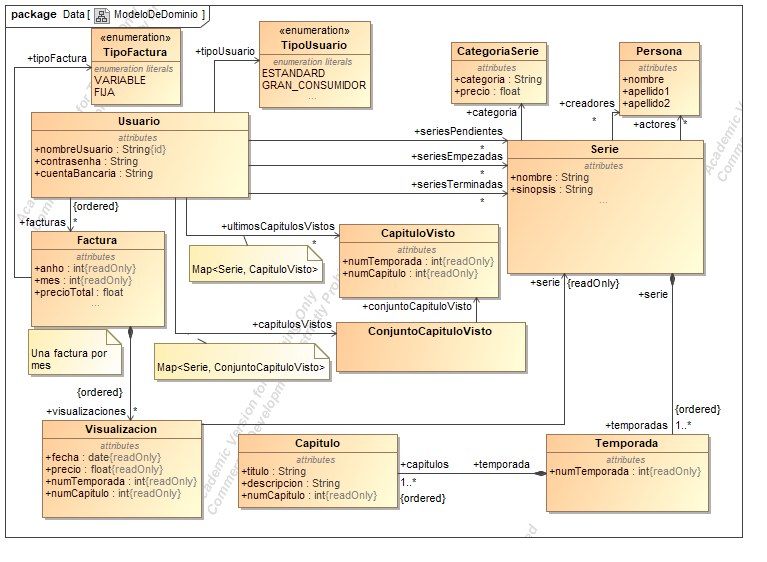 package Data [ ModeloDeDominio ]
«enumeration»
TipoFactura
enumeration literals
VARIABLE
FIJA
+tipoFactura
«enumeration»
TipoUsuario
enumeration literals
ESTANDARD
GRAN_CONSUMIDOR
...
+tipoUsuario
CategoriaSerie
attributes
+categoria : String
+precio : float
+categoria
Persona
attributes
+nombre
+apellido1
+apellido2
+creadores
*
+actores
*
Usuario
attributes
+nombreUsuario : String{id}
+contrasenha : String
+cuentaBancaria : String
+seriesPendientes
*
+seriesEmpezadas
*
+seriesTerminadas
*
Serie
attributes
+nombre : String
+sinopsis : String
...
{ordered}
+facturas
*
+ultimosCapitulosVistos
*
Map<Serie, CapituloVisto>
CapituloVisto
attributes
+numTemporada : int{readOnly}
+numCapitulo : int{readOnly}
Factura
attributes
+anho : int{readOnly}
+mes : int{readOnly}
+precioTotal : float
...
+serie
{readOnly}
+serie
+conjuntoCapituloVisto
+capitulosVistos
ConjuntoCapituloVisto
Una factura por
mes
Map<Serie, ConjuntoCapituloVisto>
{ordered}
+visualizaciones
*
{ordered}
+temporadas
1..*
Visualizacion
attributes
+fecha : date{readOnly}
+precio : float{readOnly}
+numTemporada : int{readOnly}
+numCapitulo : int{readOnly}
Capitulo
attributes
+titulo : String
+descripcion : String
+numCapitulo : int{readOnly}
+capitulos
1..*
{ordered}
+temporada
Temporada
attributes
+numTemporada : int{readOnly}